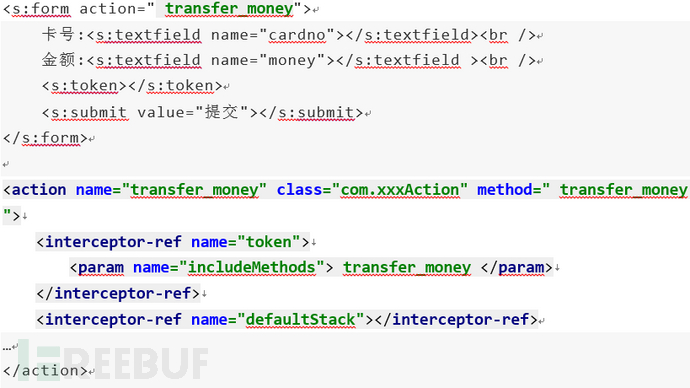 <s:form action=" transfer_money">
卡号:<s:textfield name="cardno"></s:textfield><br />
金额:<s:textfield name="money"></s:textfield ><br />
<s:token></s:token>
<s:submit value="提交"></s:submit>
</s:form>
<action name="transfer_money" class="com.xxxAction" method=" transfer_money
">
<interceptor-ref name="token">
<param name="includeMethods"> transfer_money </param>
</interceptor-ref>
<interceptor-ref name="defaultStack"></interceptor-ref>
…
</action>
FREEBUF